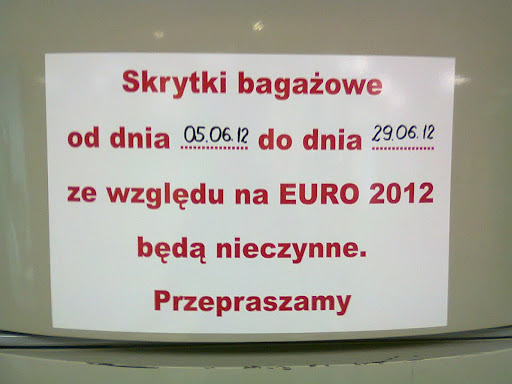 Skrytki bagażowe
od dnia 05.06.12 do dnia 29.06.12
ze względu na EURO 2012
będą nieczynne.
Przepraszamy